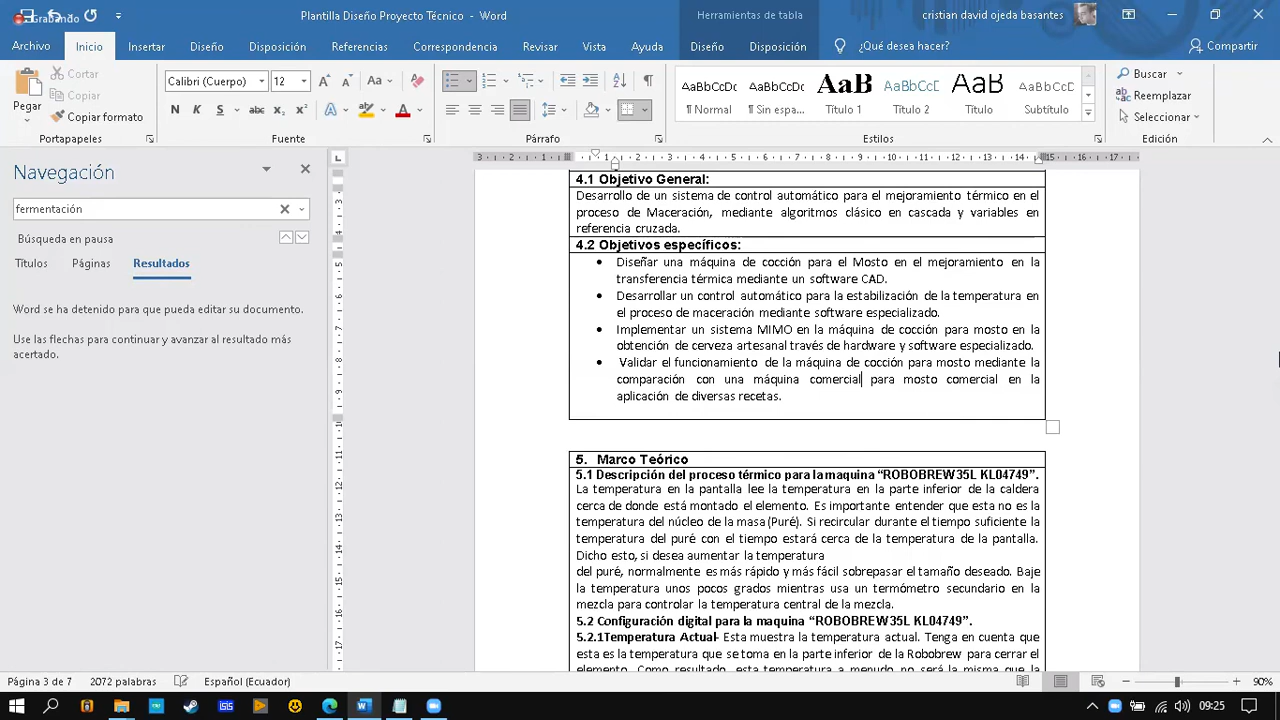 Grabando
Plantilla Diseño Proyecto Técnico - Word
Herramientas de tabla
cristian david ojeda basantes
Archivo Inicio Insertar Diseño Disposición Referencias Correspondencia Revisar Vista Ayuda Diseño Disposición ¿Qué desea hacer? Compartir
Pegar
Cortar
Copiar
Copiar formato
Portapapeles
Calibri (Cuerpo) 12
Fuente
Párrafo
AaBbCcDc AaBbCcDc AaB AaBbCcC AaB AaBbCcD
¶ Normal ¶ Sin espa... Título 1 Título 2 Título Subtítulo
Estilos
Buscar
Reemplazar
Seleccionar
Edición
Navegación
fermentación
Búsqueda en pausa
Títulos Páginas Resultados
Word se ha detenido para que pueda editar su documento.
Use las flechas para continuar y avanzar al resultado más
acertado.
4.1 Objetivo General:
Desarrollo de un sistema de control automático para el mejoramiento térmico en el
proceso de Maceración, mediante algoritmos clásico en cascada y variables en
referencia cruzada.
4.2 Objetivos específicos:
• Diseñar una máquina de cocción para el Mosto en el mejoramiento en la
transferencia térmica mediante un software CAD.
• Desarrollar un control automático para la estabilización de la temperatura en
el proceso de maceración mediante software especializado.
• Implementar un sistema MIMO en la máquina de cocción para mosto en la
obtención de cerveza artesanal través de hardware y software especializado.
• Validar el funcionamiento de la máquina de cocción para mosto mediante la
comparación con una máquina comercial para mosto comercial en la
aplicación de diversas recetas.
5. Marco Teórico
5.1 Descripción del proceso térmico para la maquina “ROBOBREW 35L KL04749”.
La temperatura en la pantalla lee la temperatura en la parte inferior de la caldera
cerca de donde está montado el elemento. Es importante entender que esta no es la
temperatura del núcleo de la masa (Puré). Si recircular durante el tiempo suficiente la
temperatura del puré con el tiempo estará cerca de la temperatura de la pantalla.
Dicho esto, si desea aumentar la temperatura
del puré, normalmente es más rápido y más fácil sobrepasar el tamaño deseado. Baje
la temperatura unos pocos grados mientras usa un termómetro secundario en la
mezcla para controlar la temperatura central de la mezcla.
5.2 Configuración digital para la maquina “ROBOBREW 35L KL04749”.
5.2.1Temperatura Actual- Esta muestra la temperatura actual. Tenga en cuenta que
esta es la temperatura que se toma en la parte inferior de la Robobrew para cerrar el
elemento. Como resultado, esta temperatura a menudo no será la misma que la
Página 3 de 7 2072 palabras Español (Ecuador) 90%
09:25